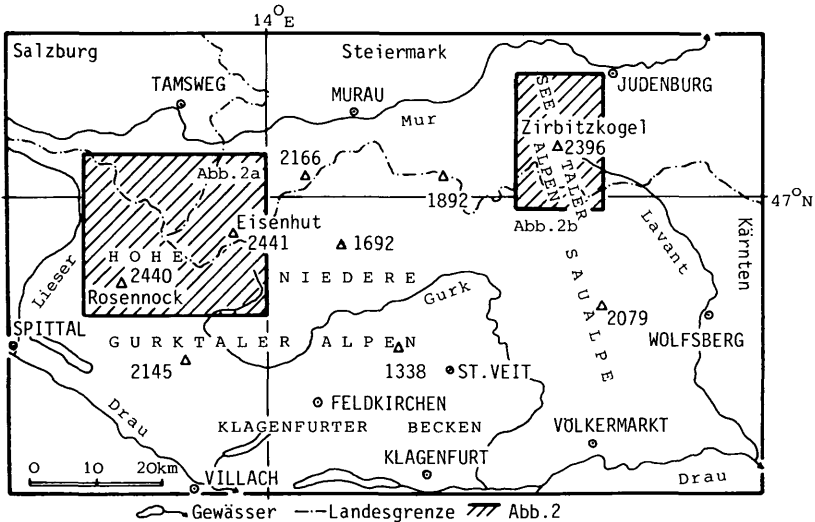 14°E
Salzburg
Steiermark
TAMSWEG
MURAU
JUDENBURG
Mur
SEETALER ALPEN
Zirbitzkogel
2396
Abb.2a
2166
1892
47°N
Abb.2b
Eisenhut
2441
1692
Lavant
Kärnten
HOHE
2440
Rosennock
NIEDERE
Lieser
Gurk
SAUALPE
2079
SPITTAL
GURKTALER ALPEN
2145
1338
WOLFSBERG
ST.VEIT
Drau
FELDKIRCHEN
KLAGENFURTER BECKEN
VÖLKERMARKT
KLAGENFURT
0 10 20km
VILLACH
Drau
Gewässer Landesgrenze Abb.2